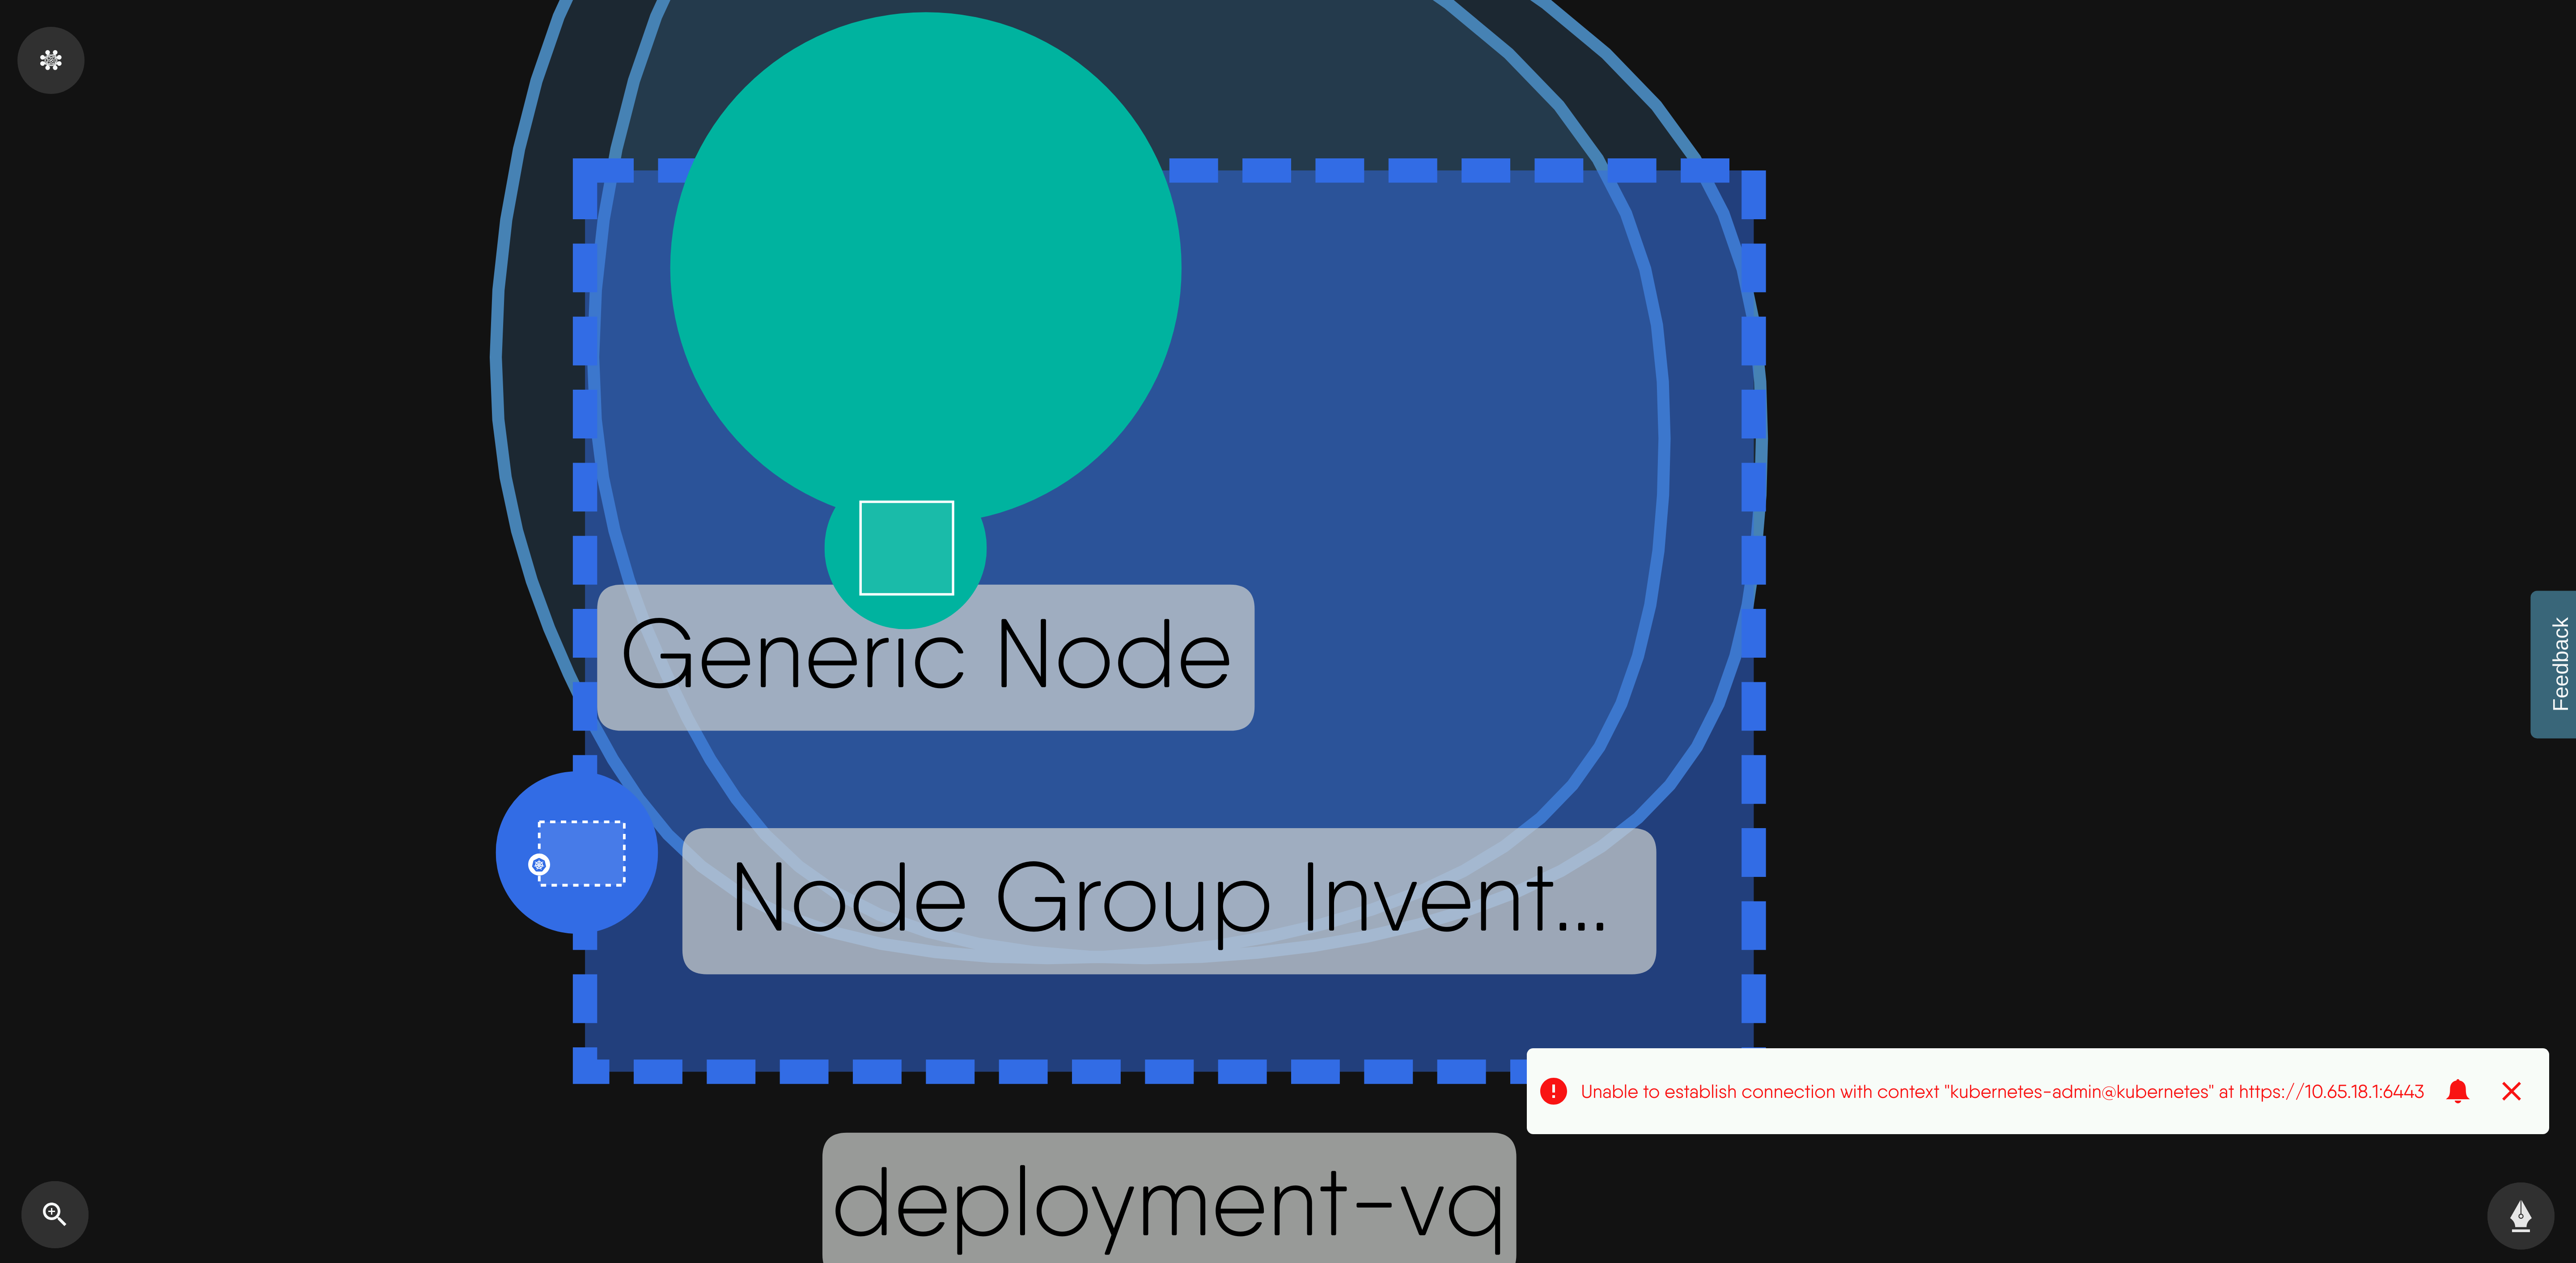 Generic Node
Feedback
Node Group Invent...
Unable to establish connection with context "kubernetes-admin@kubernetes" at https://10.65.18.1:6443
deployment-vq